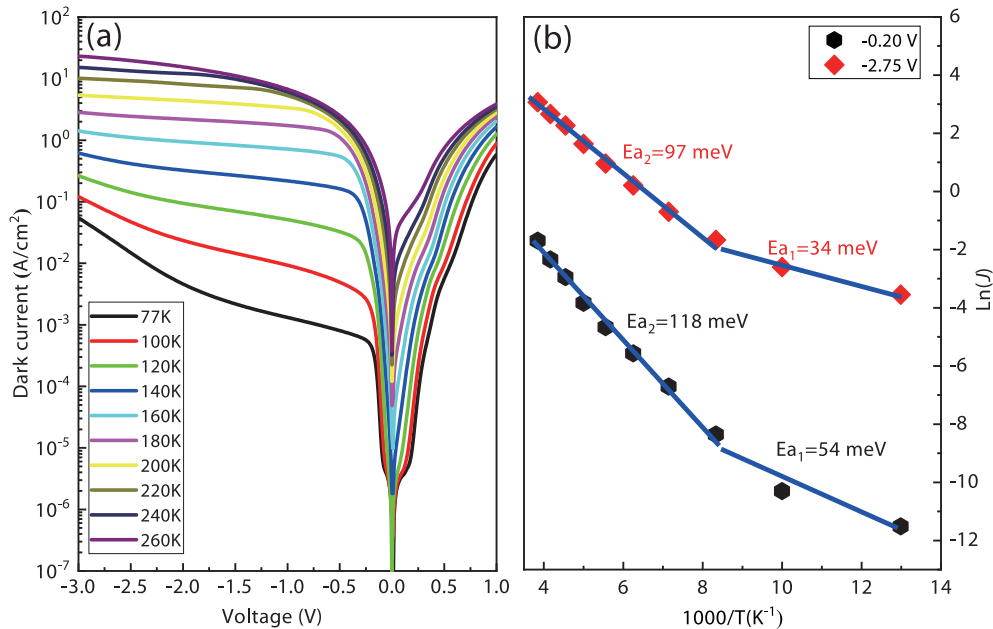 (a)
10^2
10^1
10^0
10^-1
10^-2
10^-3
10^-4
10^-5
10^-6
10^-7
Dark current (A/cm^2)
77K
100K
120K
140K
160K
180K
200K
220K
240K
260K
-3.0 -2.5 -2.0 -1.5 -1.0 -0.5 0.0 0.5 1.0
Voltage (V)
(b)
-0.20 V
-2.75 V
Ea₂=97 meV
Ea₁=34 meV
Ea₂=118 meV
Ea₁=54 meV
6
4
2
0
-2
-4
-6
-8
-10
-12
Ln(J)
4 6 8 10 12 14
1000/T(K^-1)